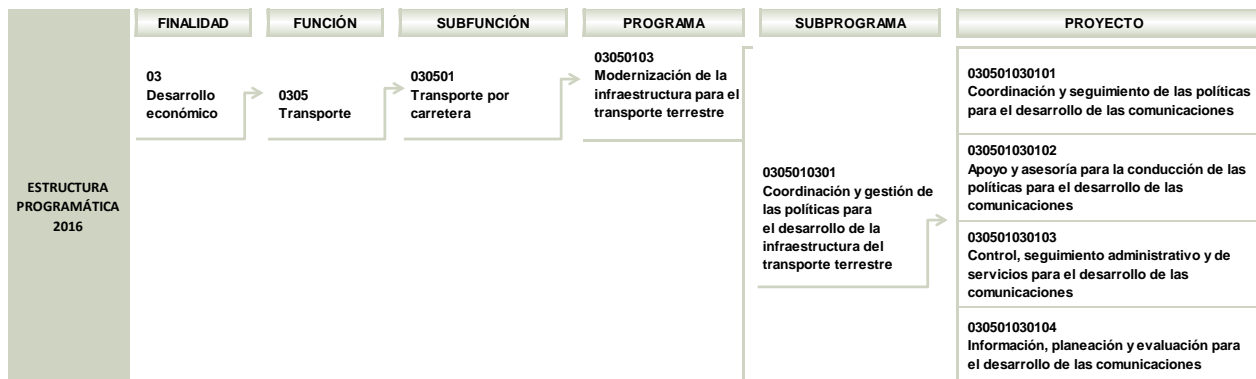 FINALIDAD
FUNCIÓN
SUBFUNCIÓN
PROGRAMA
SUBPROGRAMA
PROYECTO
ESTRUCTURA
PROGRAMÁTICA
2016
03
Desarrollo
económico
0305
Transporte
030501
Transporte por
carretera
03050103
Modernización de la
infraestructura para el
transporte terrestre
0305010301
Coordinación y gestión de
las políticas para
el desarrollo de la
infraestructura del
transporte terrestre
030501030101
Coordinación y seguimiento de las políticas
para el desarrollo de las comunicaciones
030501030102
Apoyo y asesoría para la conducción de las
políticas para el desarrollo de las
comunicaciones
030501030103
Control, seguimiento administrativo y de
servicios para el desarrollo de las
comunicaciones
030501030104
Información, planeación y evaluación para
el desarrollo de las comunicaciones